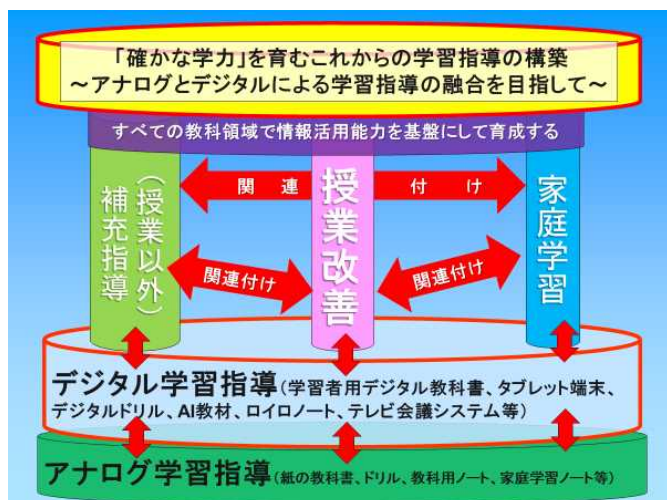 「確かな学力」を育むこれからの学習指導の構築
～アナログとデジタルによる学習指導の融合を目指して～
すべての教科領域で情報活用能力を基盤にして育成する
（授業以外）
補充指導
関連付け
授業改善
家庭学習
関連付け
関連付け
デジタル学習指導（学習者用デジタル教科書、タブレット端末、
デジタルドリル、AI教材、ロイロノート、テレビ会議システム等）
アナログ学習指導（紙の教科書、ドリル、教科用ノート、家庭学習ノート等）